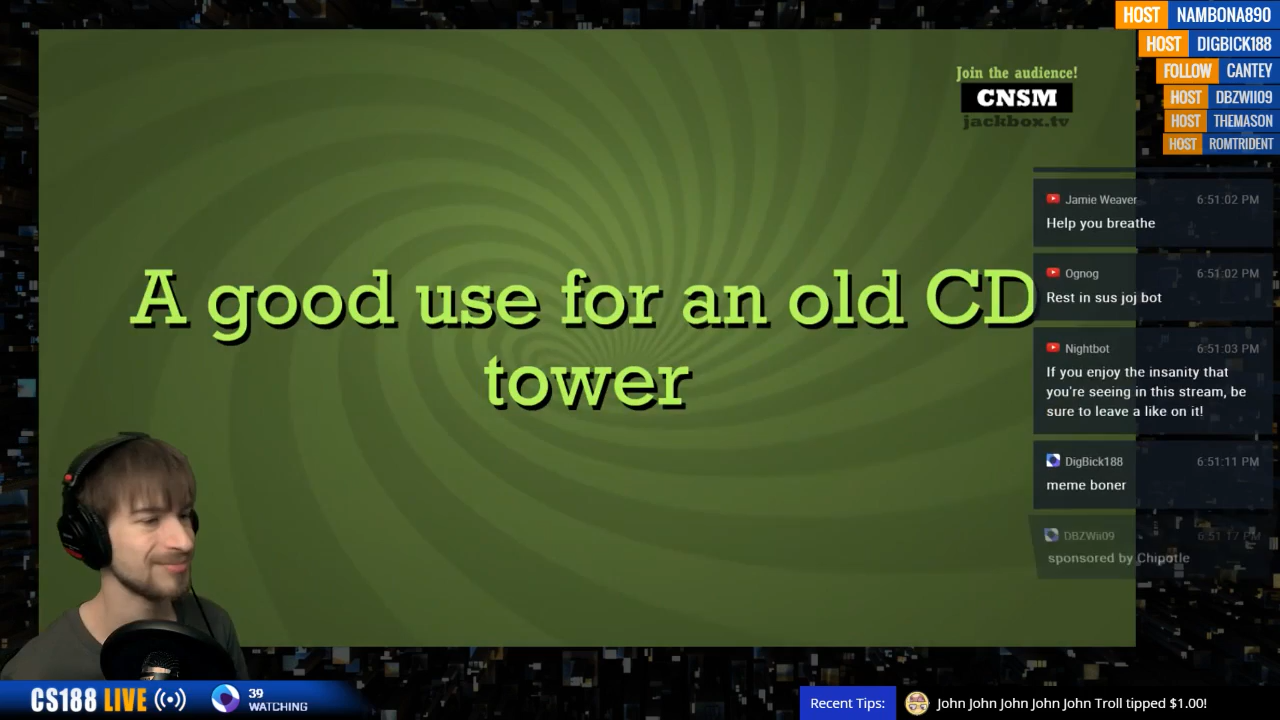 HOST NAMBONA890
HOST DIGBICK188
FOLLOW CANTEY
HOST DBZWII09
HOST THEMASON
HOST ROMTRIDENT
Join the audience!
CNSM
jackbox.tv
A good use for an old CD
tower
Jamie Weaver 6:51:02 PM
Help you breathe
Ognog 6:51:02 PM
Rest in sus joj bot
Nightbot 6:51:03 PM
If you enjoy the insanity that
you're seeing in this stream, be
sure to leave a like on it!
DigBick188 6:51:11 PM
meme boner
DBZWii09 6:51:17 PM
sponsored by Chipotle
CS188 LIVE
39
WATCHING
Recent Tips:
John John John John John Troll tipped $1.00!